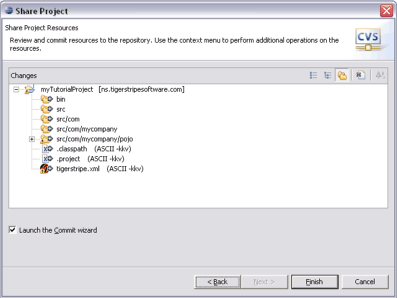 Share Project
Share Project Resources
Review and commit resources to the repository. Use the context menu to perform additional operations on the
resources.
CVS
Changes
myTutorialProject [ns.tigerstripesoftware.com]
bin
src
src/com
src/com/mycompany
src/com/mycompany/pojo
.classpath (ASCII -kkv)
.project (ASCII -kkv)
tigerstripe.xml (ASCII -kkv)
Launch the Commit wizard
< Back
Next >
Finish
Cancel